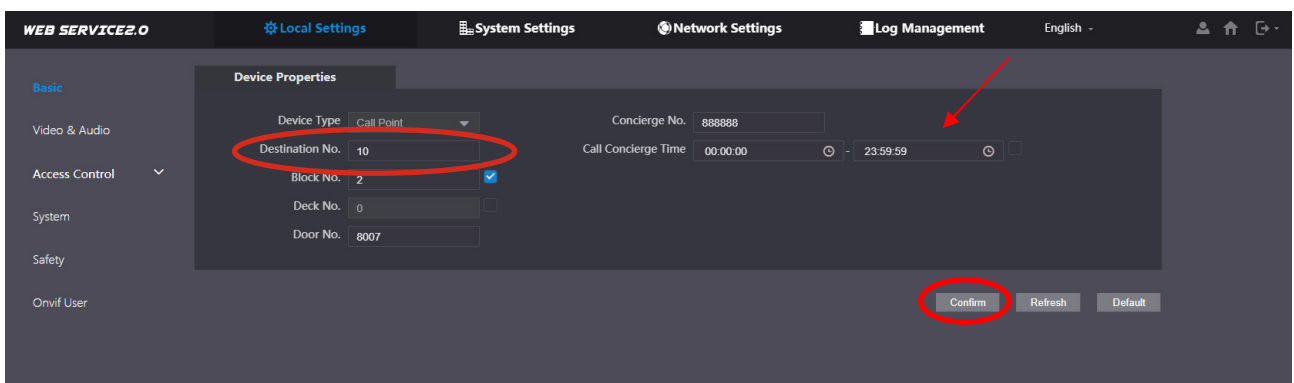 WEB SERVICE2.0 Local Settings System Settings Network Settings Log Management English
Basic
Video & Audio
Access Control
System
Safety
Onvif User
Device Properties
Device Type Call Point
Destination No. 10
Block No. 2
Deck No. 0
Door No. 8007
Concierge No. 888888
Call Concierge Time 00:00:00 - 23:59:59
Confirm Refresh Default